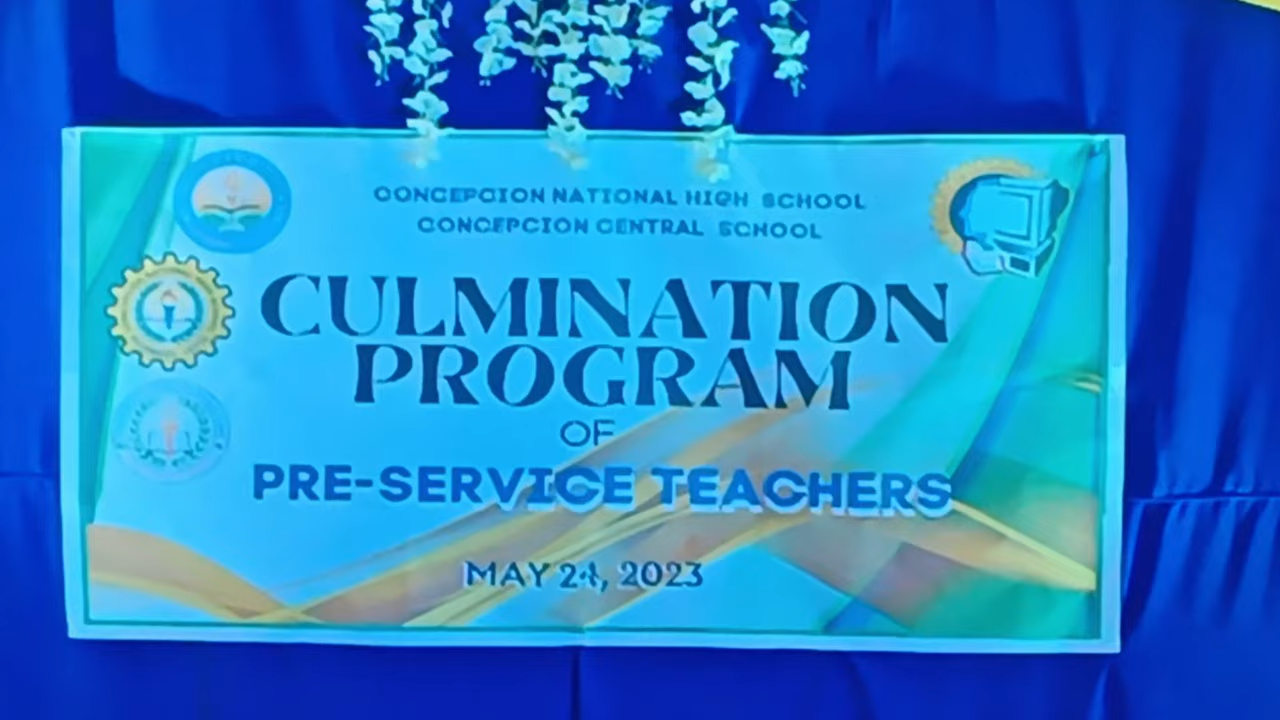 CONCEPCION NATIONAL HIGH SCHOOL
CONCEPCION CENTRAL SCHOOL
CULMINATION
PROGRAM
OF
PRE-SERVICE TEACHERS
MAY 24, 2023